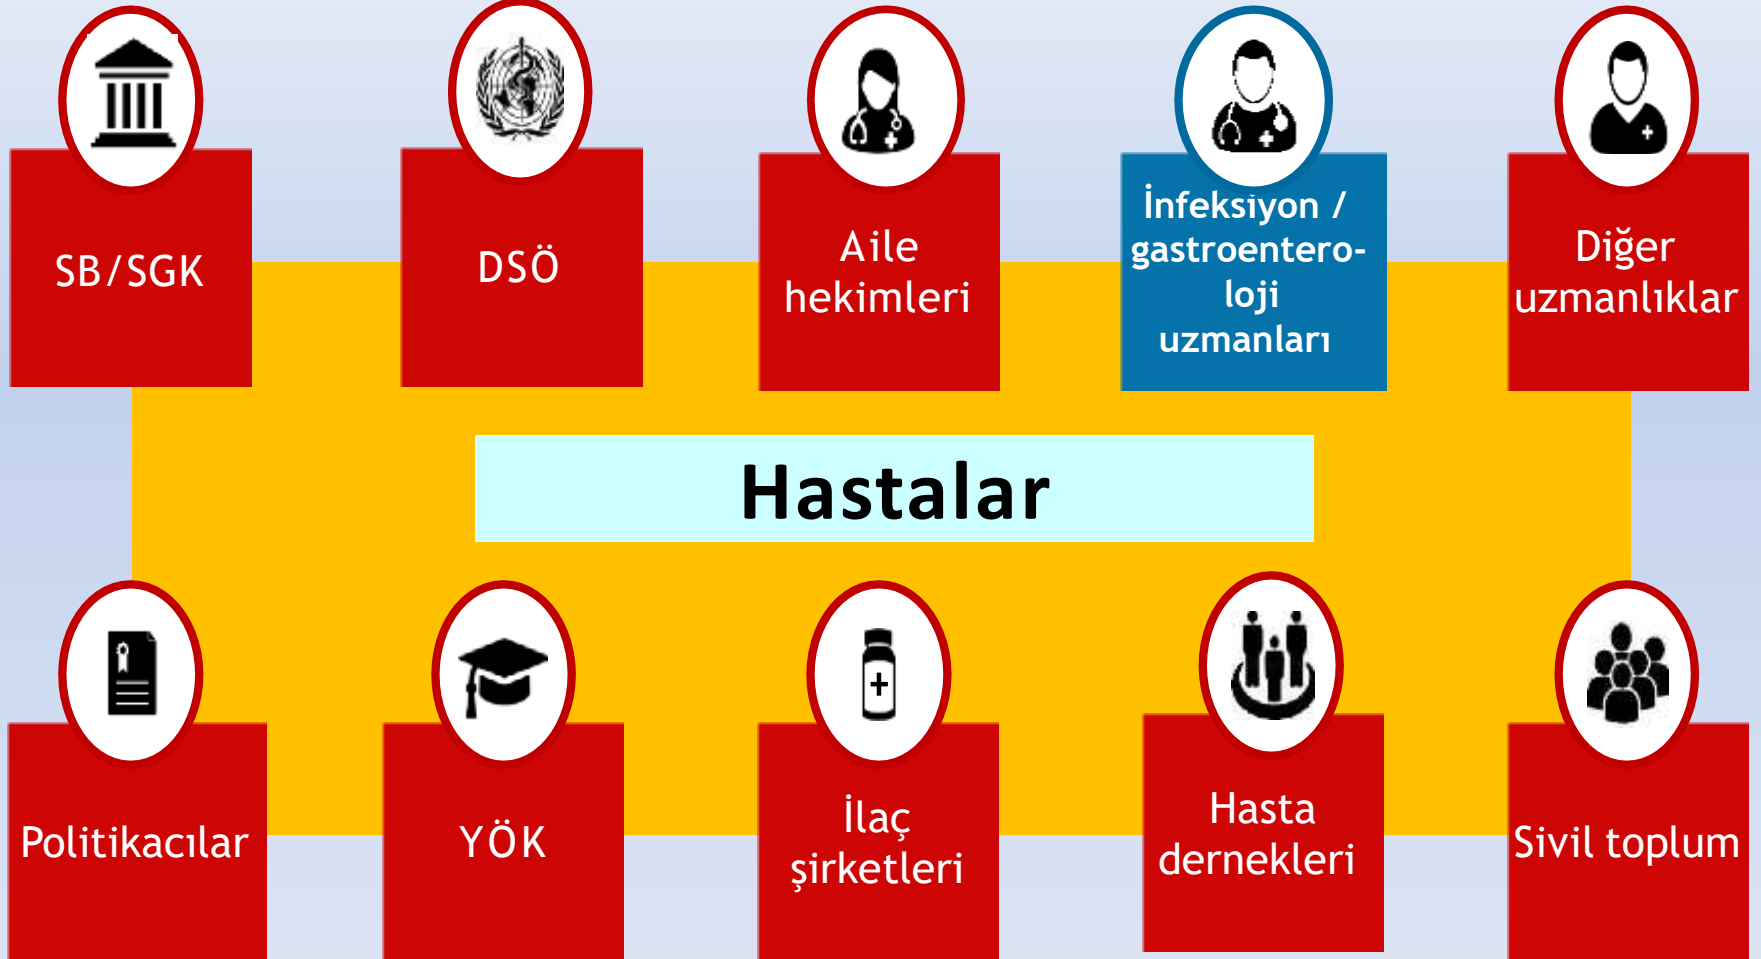 SB/SGK
DSÖ
Aile
hekimleri
İnfeksiyon /
gastroentero-
loji
uzmanları
Diğer
uzmanlıklar
Hastalar
Politikacılar
YÖK
İlaç
şirketleri
Hasta
dernekleri
Sivil toplum